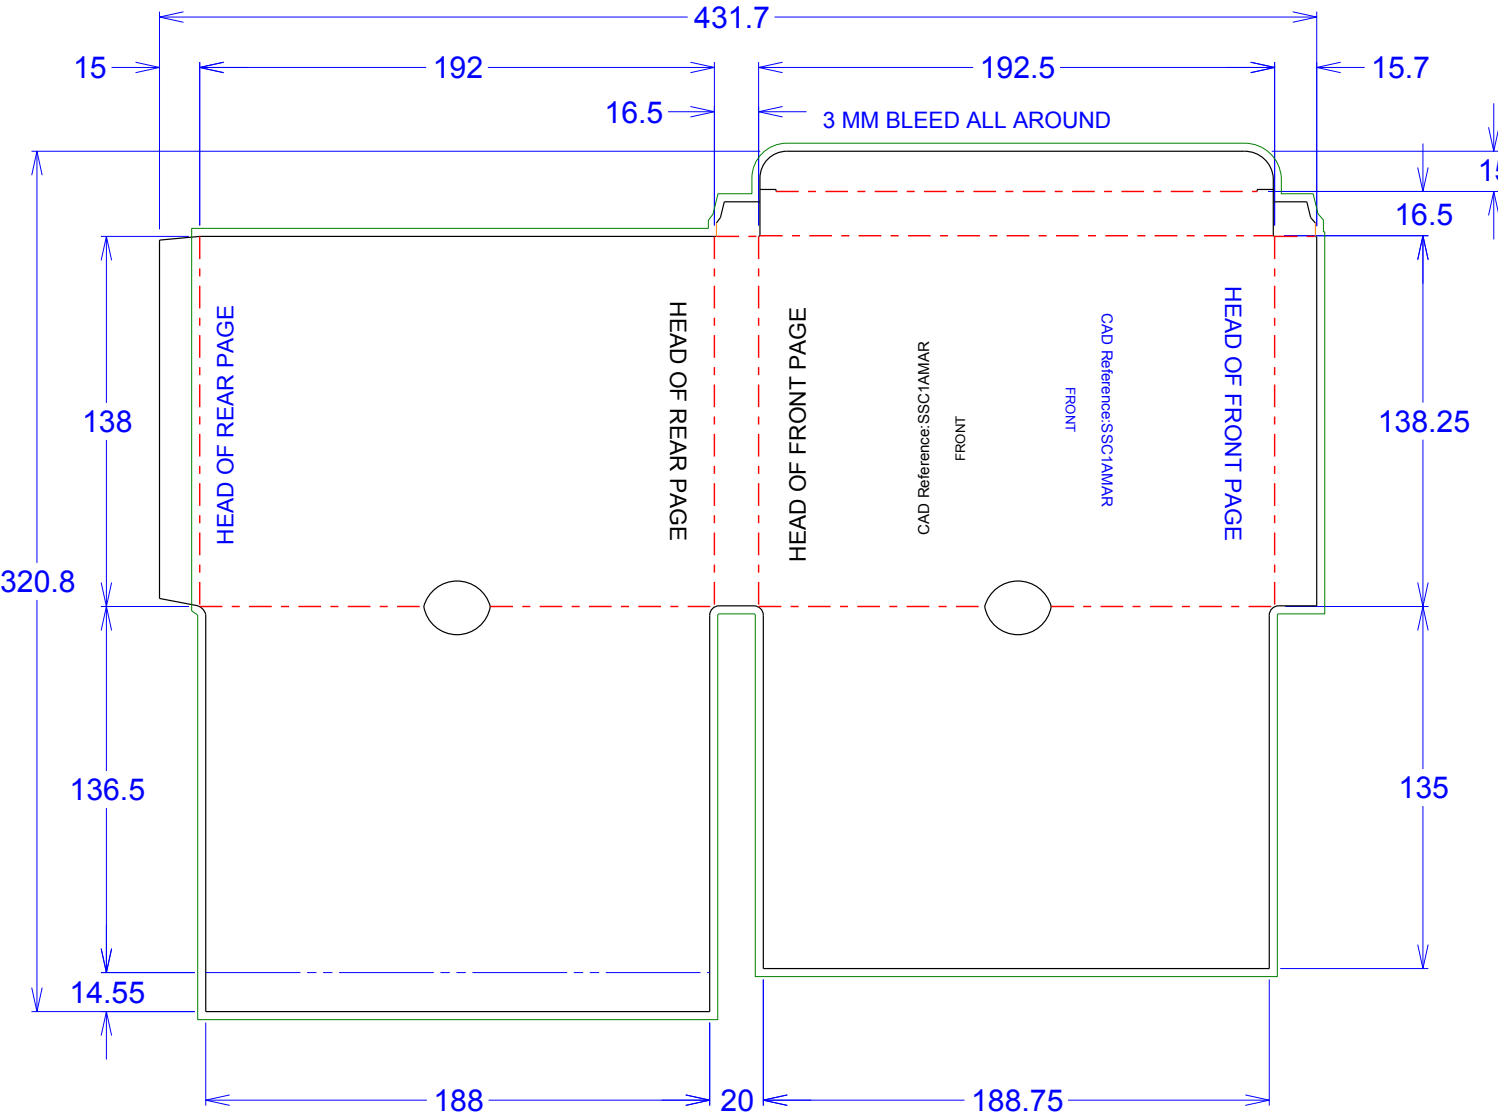 431.7
15
192
192.5
15.7
16.5
3 MM BLEED ALL AROUND
16.5
HEAD OF REAR PAGE
HEAD OF REAR PAGE
HEAD OF FRONT PAGE
CAD Reference:SSC1AMAR
FRONT
FRONT
CAD Reference:SSC1AMAR
HEAD OF FRONT PAGE
138
138.25
320.8
136.5
135
14.55
188
20
188.75